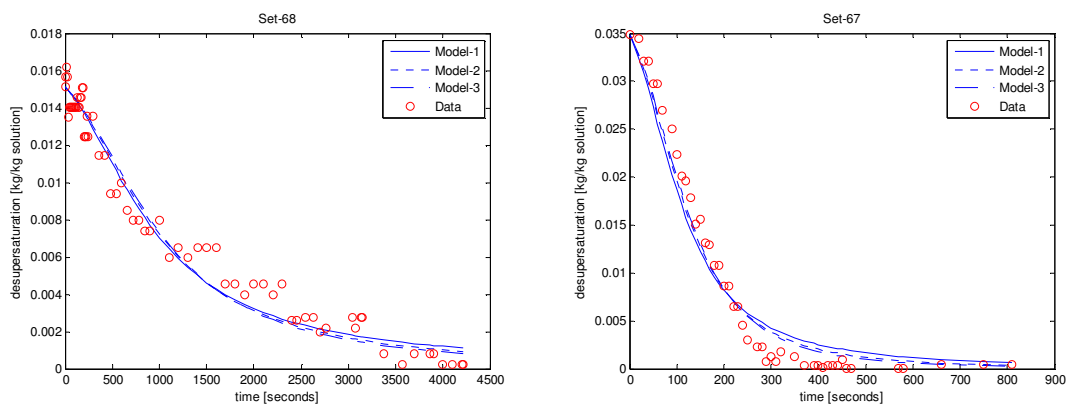 Set-68
0.018
0.016
0.014
0.012
0.01
0.008
0.006
0.004
0.002
0
desupersaturation [kg/kg solution]
0 500 1000 1500 2000 2500 3000 3500 4000 4500
time [seconds]
Model-1
Model-2
Model-3
Data
Set-67
0.035
0.03
0.025
0.02
0.015
0.01
0.005
0
desupersaturation [kg/kg solution]
0 100 200 300 400 500 600 700 800 900
time [seconds]
Model-1
Model-2
Model-3
Data